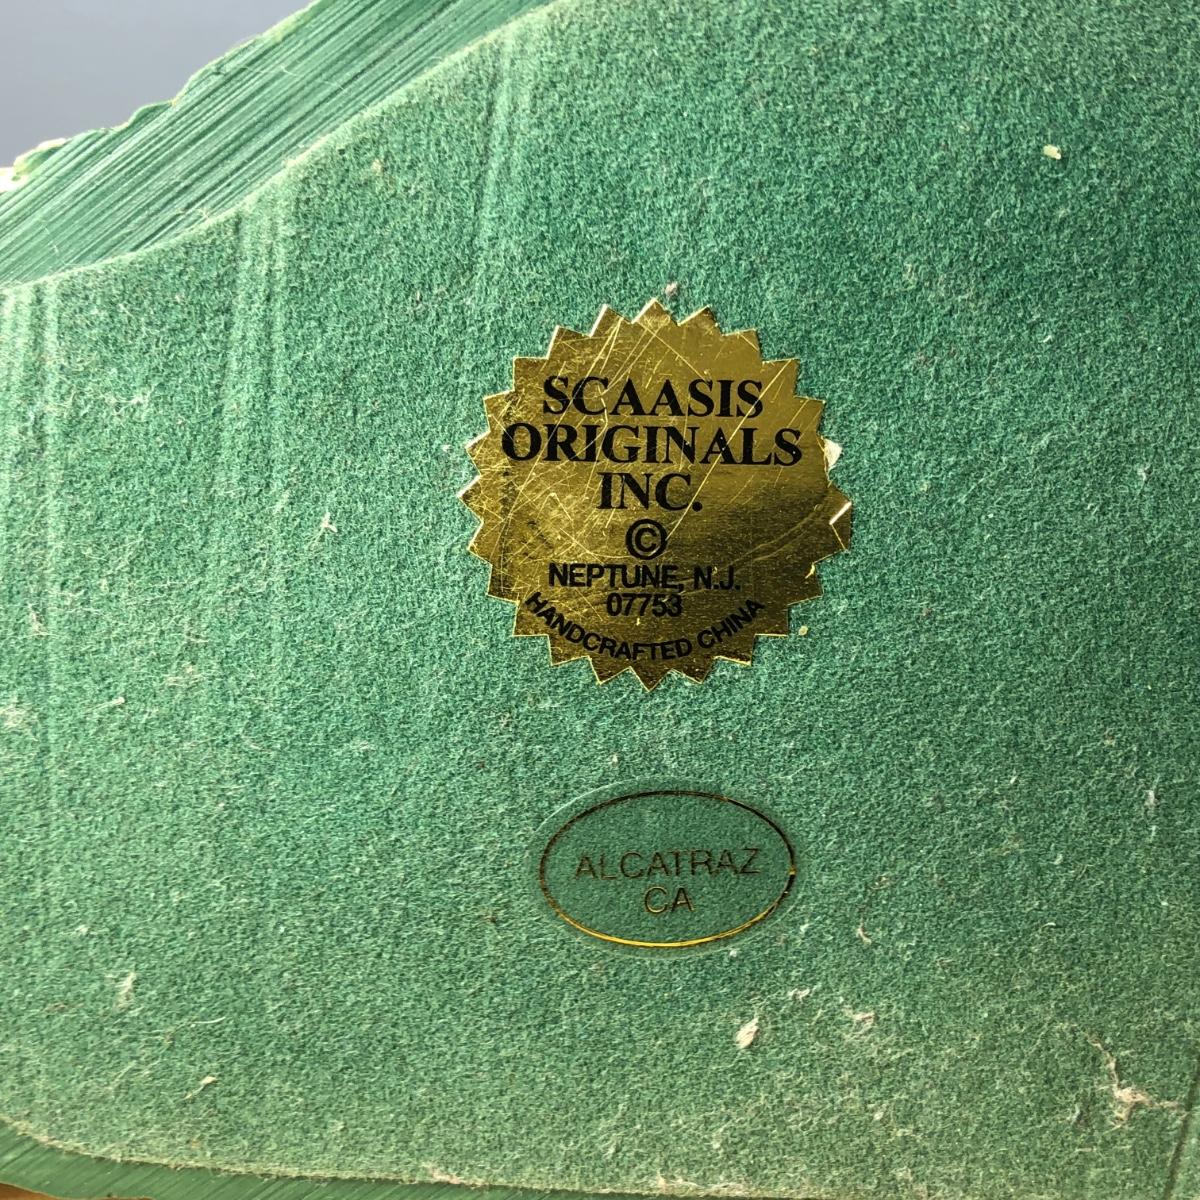 SCAASIS
ORIGINALS
INC.
©
NEPTUNE, N.J.
07753
HANDCRAFTED CHINA
ALCATRAZ
CA